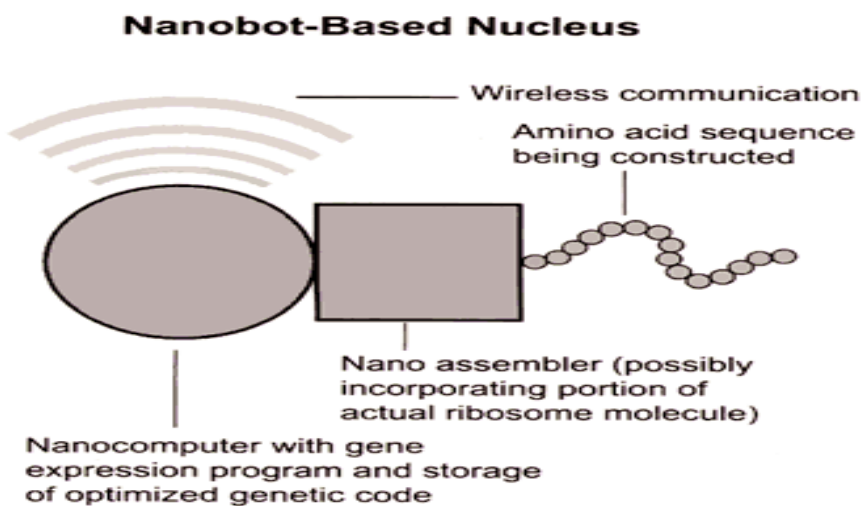 Nanobot-Based Nucleus
Wireless communication
Amino acid sequence
being constructed
Nano assembler (possibly
incorporating portion of
actual ribosome molecule)
Nanocomputer with gene
expression program and storage
of optimized genetic code